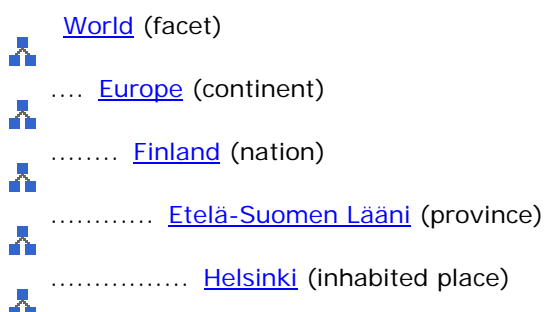 World (facet)
.... Europe (continent)
........ Finland (nation)
............ Etelä-Suomen Lääni (province)
................ Helsinki (inhabited place)